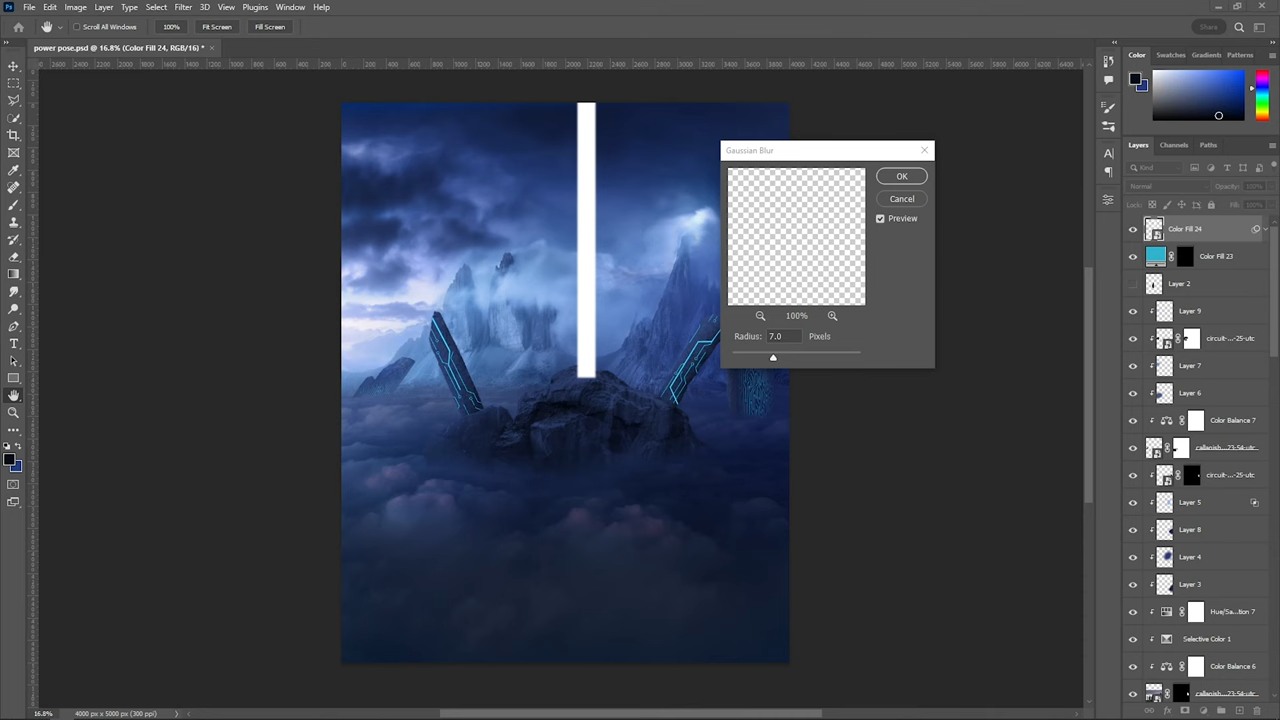 Ps File Edit Image Layer Type Select Filter 3D View Plugins Window Help
Scroll All Windows 100% Fit Screen Fill Screen Share
power pose.psd @ 16.8% (Color Fill 24, RGB/16) *
Color Swatches Gradients Patterns
Gaussian Blur
OK
Cancel
Preview
100%
Radius: 7.0 Pixels
Layers Channels Paths
Kind
Normal Opacity: 100%
Lock: Fill: 100%
Color Fill 24
Color Fill 23
Layer 2
Layer 9
circuit-...-25-utc
Layer 7
Layer 6
Color Balance 7
callanish...23-54-utc
circuit-...-25-utc
Layer 5
Layer 8
Layer 4
Layer 3
Hue/Sa...tion 7
Selective Color 1
Color Balance 6
callanish...23-54-utc
16.8% 4000 px x 5000 px (300 ppi)